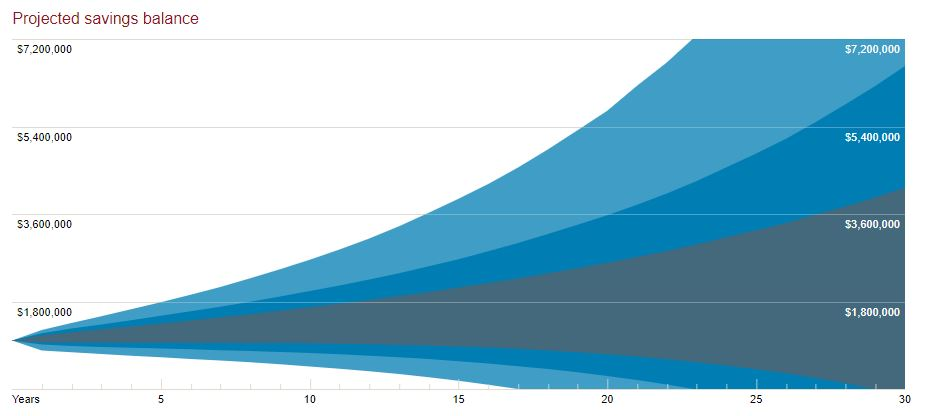 Projected savings balance
$7,200,000 $7,200,000
$5,400,000 $5,400,000
$3,600,000 $3,600,000
$1,800,000 $1,800,000
Years 5 10 15 20 25 30